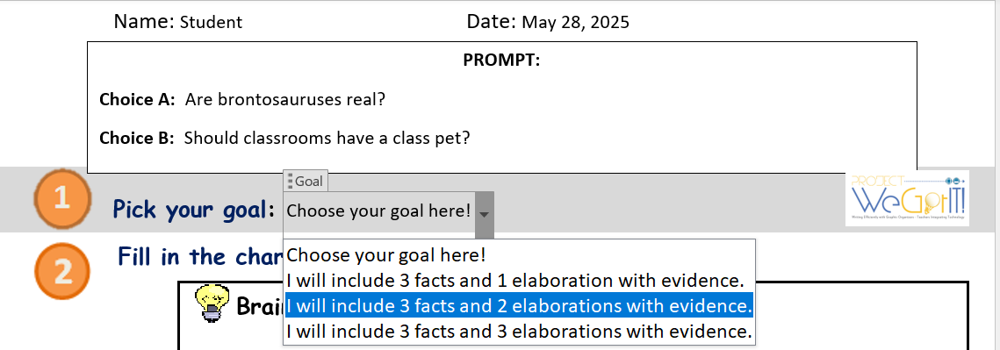 Name: Student Date: May 28, 2025
PROMPT:
Choice A: Are brontosauruses real?
Choice B: Should classrooms have a class pet?
Goal
PROJECT
1
Pick your goal: Choose your goal here!
WeGotIT!
Writing Efficiently with Graphic Organizers - Teachers Integrating Technology
2
Fill in the char
Choose your goal here!
I will include 3 facts and 1 elaboration with evidence.
Brai
I will include 3 facts and 2 elaborations with evidence.
I will include 3 facts and 3 elaborations with evidence.